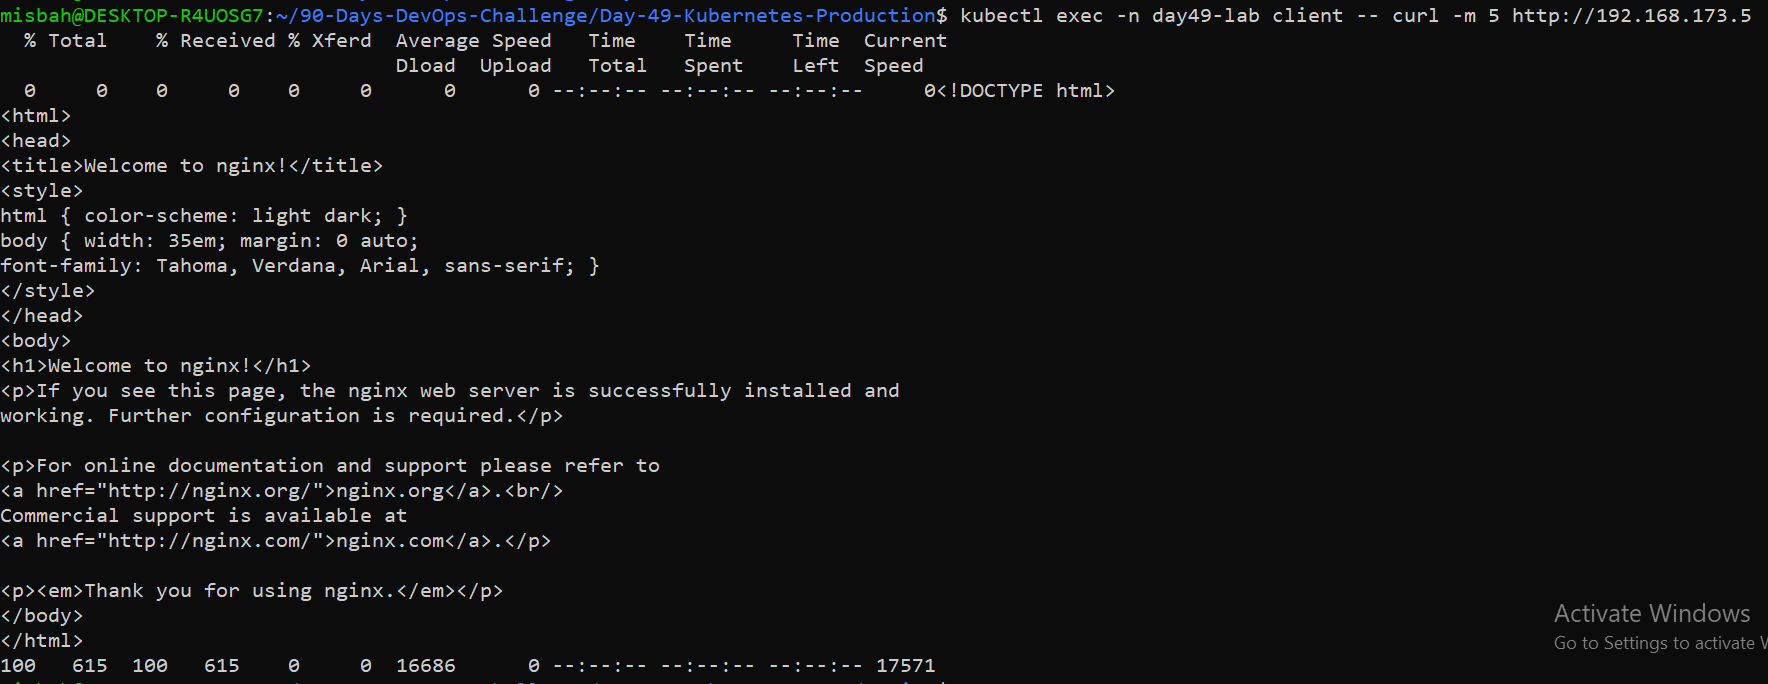 misbah@DESKTOP-R4UOSG7:~/90-Days-DevOps-Challenge/Day-49-Kubernetes-Production$ kubectl exec -n day49-lab client -- curl -m 5 http://192.168.173.5
  % Total    % Received % Xferd  Average Speed   Time    Time     Time  Current
                                 Dload  Upload   Total   Spent    Left  Speed
  0     0    0     0    0     0      0      0 --:--:-- --:--:-- --:--:--     0<!DOCTYPE html>
<html>
<head>
<title>Welcome to nginx!</title>
<style>
html { color-scheme: light dark; }
body { width: 35em; margin: 0 auto;
font-family: Tahoma, Verdana, Arial, sans-serif; }
</style>
</head>
<body>
<h1>Welcome to nginx!</h1>
<p>If you see this page, the nginx web server is successfully installed and
working. Further configuration is required.</p>

<p>For online documentation and support please refer to
<a href="http://nginx.org/">nginx.org</a>.<br/>
Commercial support is available at
<a href="http://nginx.com/">nginx.com</a>.</p>

<p><em>Thank you for using nginx.</em></p>
</body>
</html>
100   615  100   615    0     0  16686      0 --:--:-- --:--:-- --:--:-- 17571
Activate Windows
Go to Settings to activate